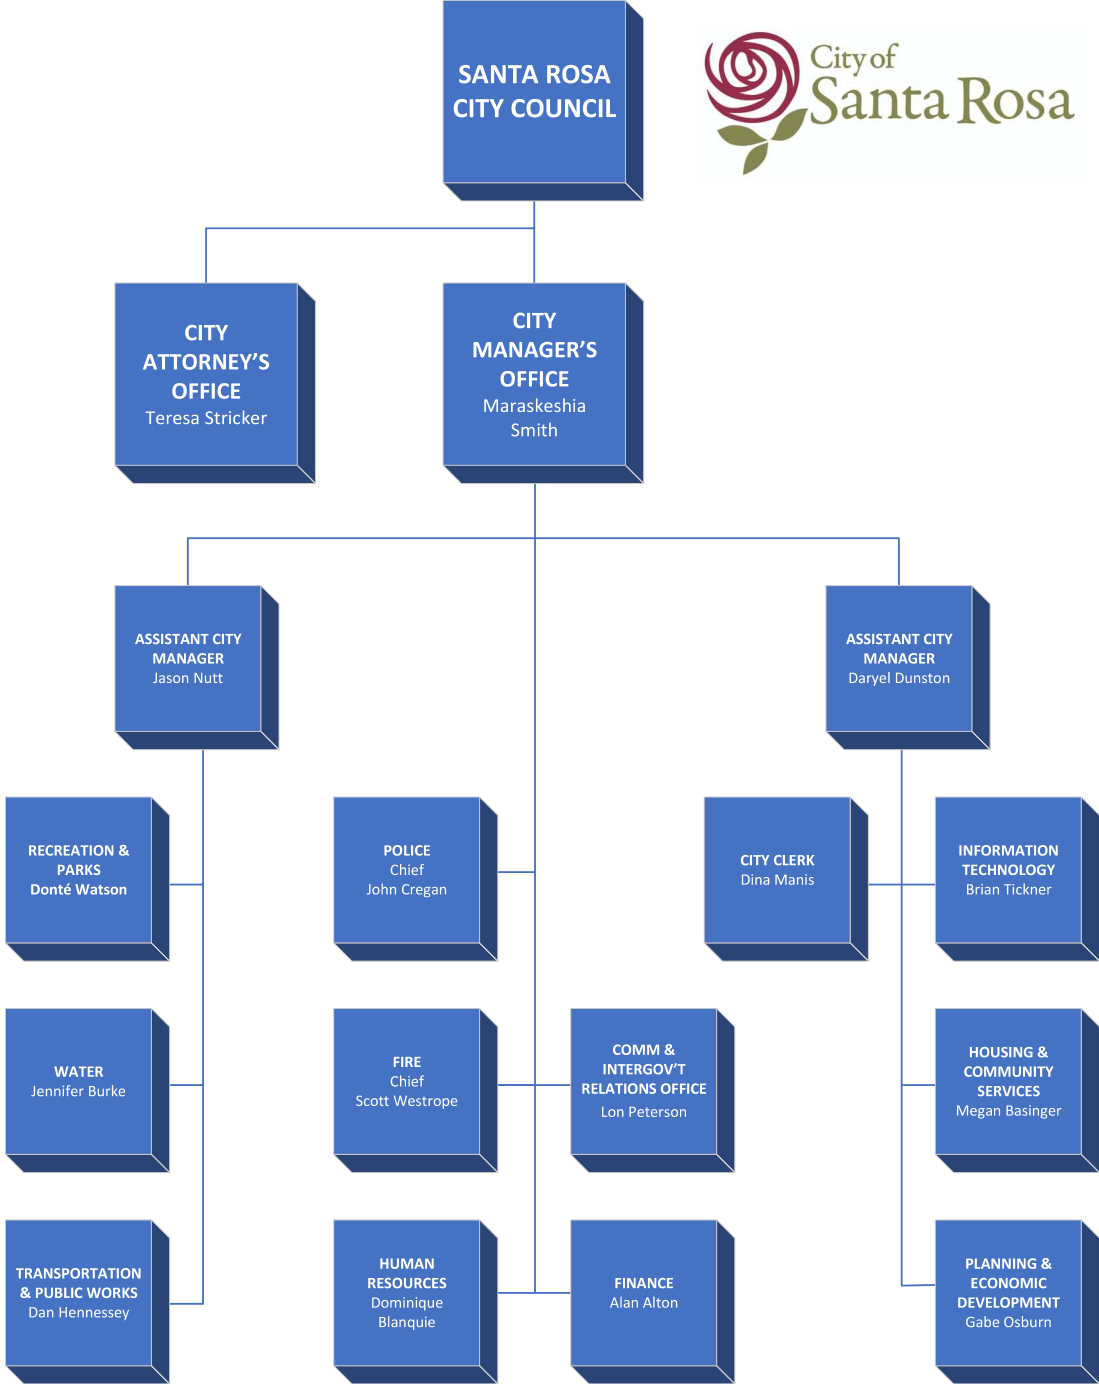 SANTA ROSA
CITY COUNCIL
City of
Santa Rosa
CITY
ATTORNEY’S
OFFICE
Teresa Stricker
CITY
MANAGER’S
OFFICE
Maraskeshia
Smith
ASSISTANT CITY
MANAGER
Jason Nutt
ASSISTANT CITY
MANAGER
Daryel Dunston
RECREATION &
PARKS
Donté Watson
POLICE
Chief
John Cregan
CITY CLERK
Dina Manis
INFORMATION
TECHNOLOGY
Brian Tickner
WATER
Jennifer Burke
FIRE
Chief
Scott Westrope
COMM &
INTERGOV’T
RELATIONS OFFICE
Lon Peterson
HOUSING &
COMMUNITY
SERVICES
Megan Basinger
TRANSPORTATION
& PUBLIC WORKS
Dan Hennessey
HUMAN
RESOURCES
Dominique
Blanquie
FINANCE
Alan Alton
PLANNING &
ECONOMIC
DEVELOPMENT
Gabe Osburn